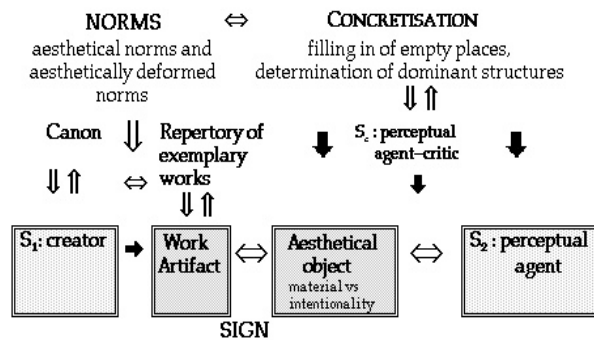 NORMS ⇔ CONCRETISATION
aesthetical norms and
aesthetically deformed
norms
filling in of empty places,
determination of dominant structures
Canon
Repertory of
exemplary
works
Sc : perceptual
agent–critic
S1: creator
Work
Artifact
Aesthetical
object
material vs
intentionality
S2: perceptual
agent
SIGN